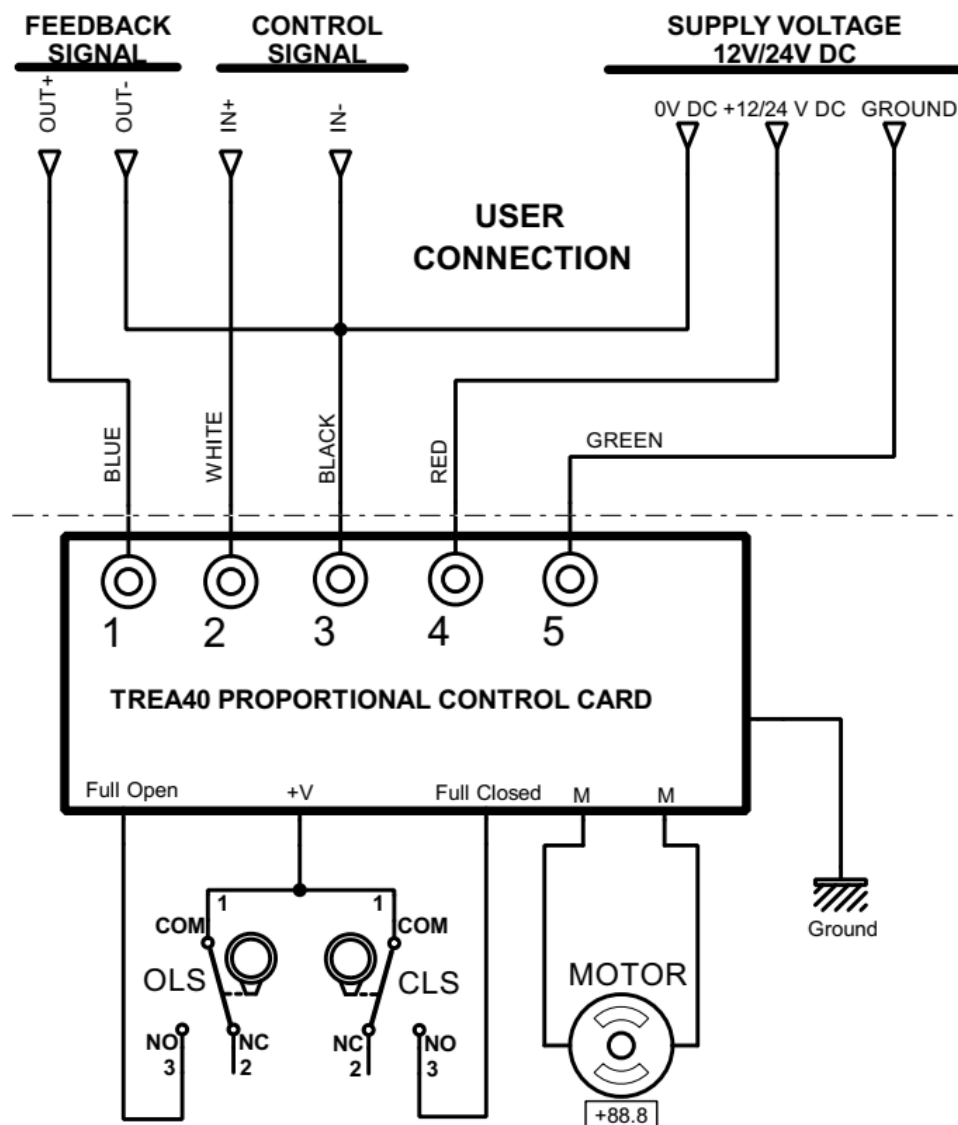 FEEDBACK
SIGNAL
CONTROL
SIGNAL
SUPPLY VOLTAGE
12V/24V DC
OUT+
OUT-
IN+
IN-
0V DC
+12/24 V DC
GROUND
USER
CONNECTION
BLUE
WHITE
BLACK
RED
GREEN
1
2
3
4
5
TREA40 PROPORTIONAL CONTROL CARD
Full Open
+V
Full Closed
M
M
1
1
COM
COM
OLS
CLS
MOTOR
Ground
NO
3
NC
2
NC
2
NO
3
+88.8